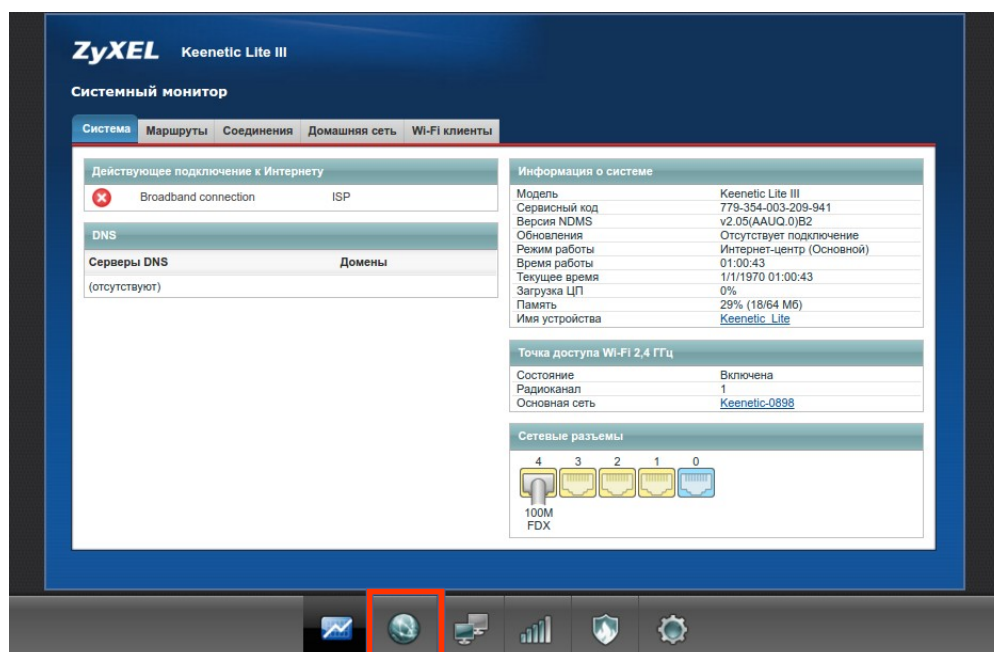 ZyXEL Keenetic Lite III
Системный монитор
Система Маршруты Соединения Домашняя сеть Wi-Fi клиенты
Действующее подключение к Интернету
Broadband connection ISP
DNS
Серверы DNS Домены
(отсутствуют)
Информация о системе
Модель Keenetic Lite III
Сервисный код 779-354-003-209-941
Версия NDMS v2.05(AAUQ.0)B2
Обновления Отсутствует подключение
Режим работы Интернет-центр (Основной)
Время работы 01:00:43
Текущее время 1/1/1970 01:00:43
Загрузка ЦП 0%
Память 29% (18/64 Мб)
Имя устройства Keenetic_Lite
Точка доступа Wi-Fi 2,4 ГГц
Состояние Включена
Радиоканал 1
Основная сеть Keenetic-0898
Сетевые разъемы
4 3 2 1 0
100M
FDX